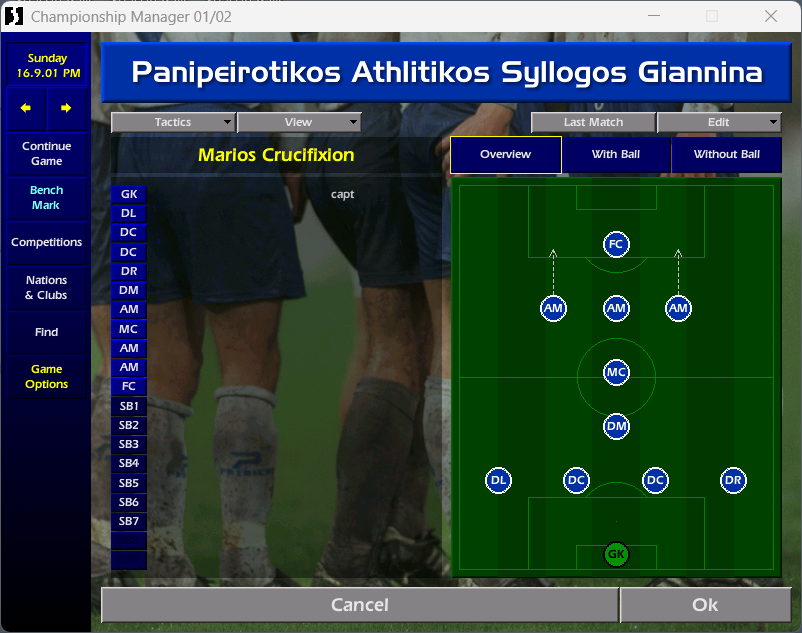 Championship Manager 01/02
Sunday
16.9.01 PM
Continue
Game
Bench
Mark
Competitions
Nations
& Clubs
Find
Game
Options
Panipeirotikos Athlitikos Syllogos Giannina
Tactics
View
Last Match
Edit
Marios Crucifixion
Overview
With Ball
Without Ball
GK capt
DL
DC
DC
DR
DM
AM
MC
AM
AM
FC
SB1
SB2
SB3
SB4
SB5
SB6
SB7
FC
AM AM AM
MC
DM
DL DC DC DR
GK
Cancel
Ok